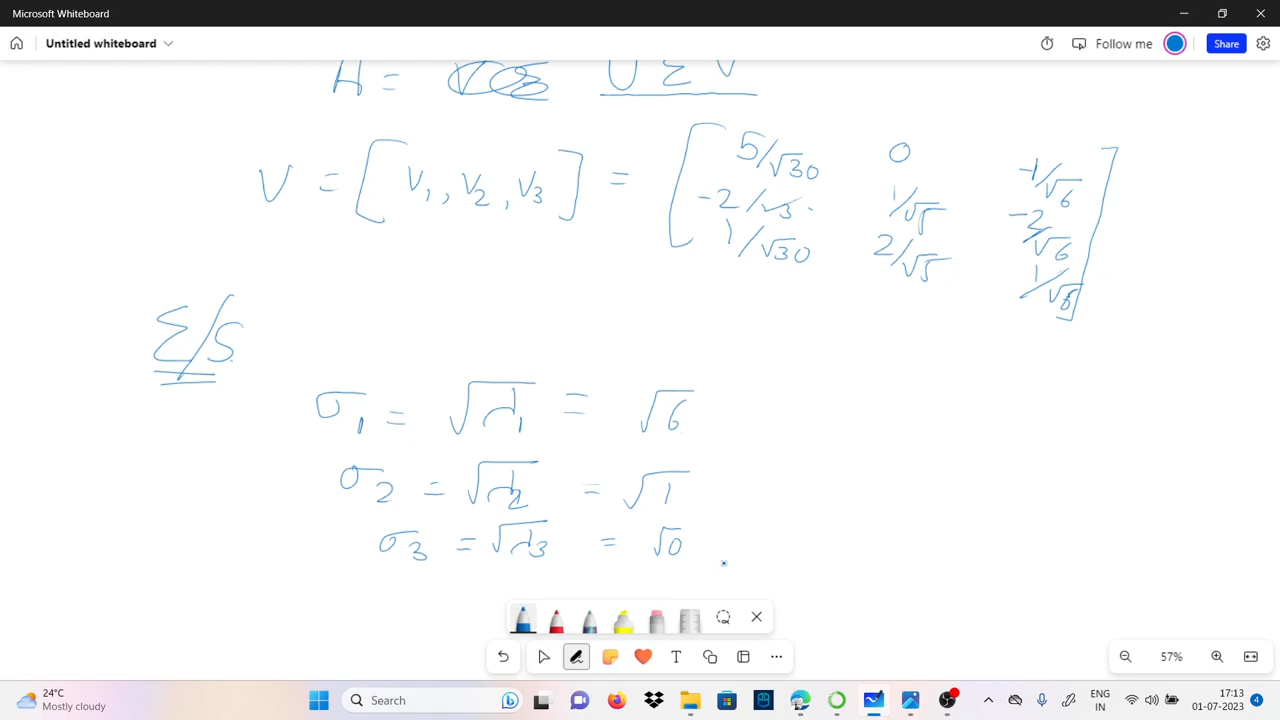 Microsoft Whiteboard
Untitled whiteboard
Follow me
Share
A = U Σ V
V = [V1, V2, V3] = [
5/√30 0 -1/√6
-2/√3 1/√5 -2/√6
1/√30 2/√5 1/√6
]
Σ/S
σ1 = √λ1 = √6
σ2 = √λ2 = √1
σ3 = √λ3 = √0
T
57%
24°C
Mostly cloudy
Search
ENG
IN
17:13
01-07-2023
4